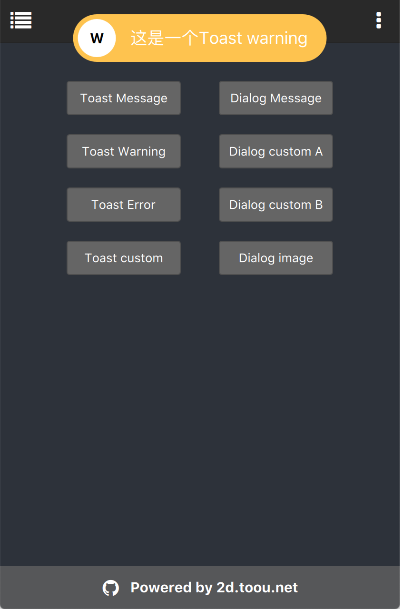 W 这是一个Toast warning
Toast Message Dialog Message
Toast Warning Dialog custom A
Toast Error Dialog custom B
Toast custom Dialog image
Powered by 2d.toou.net